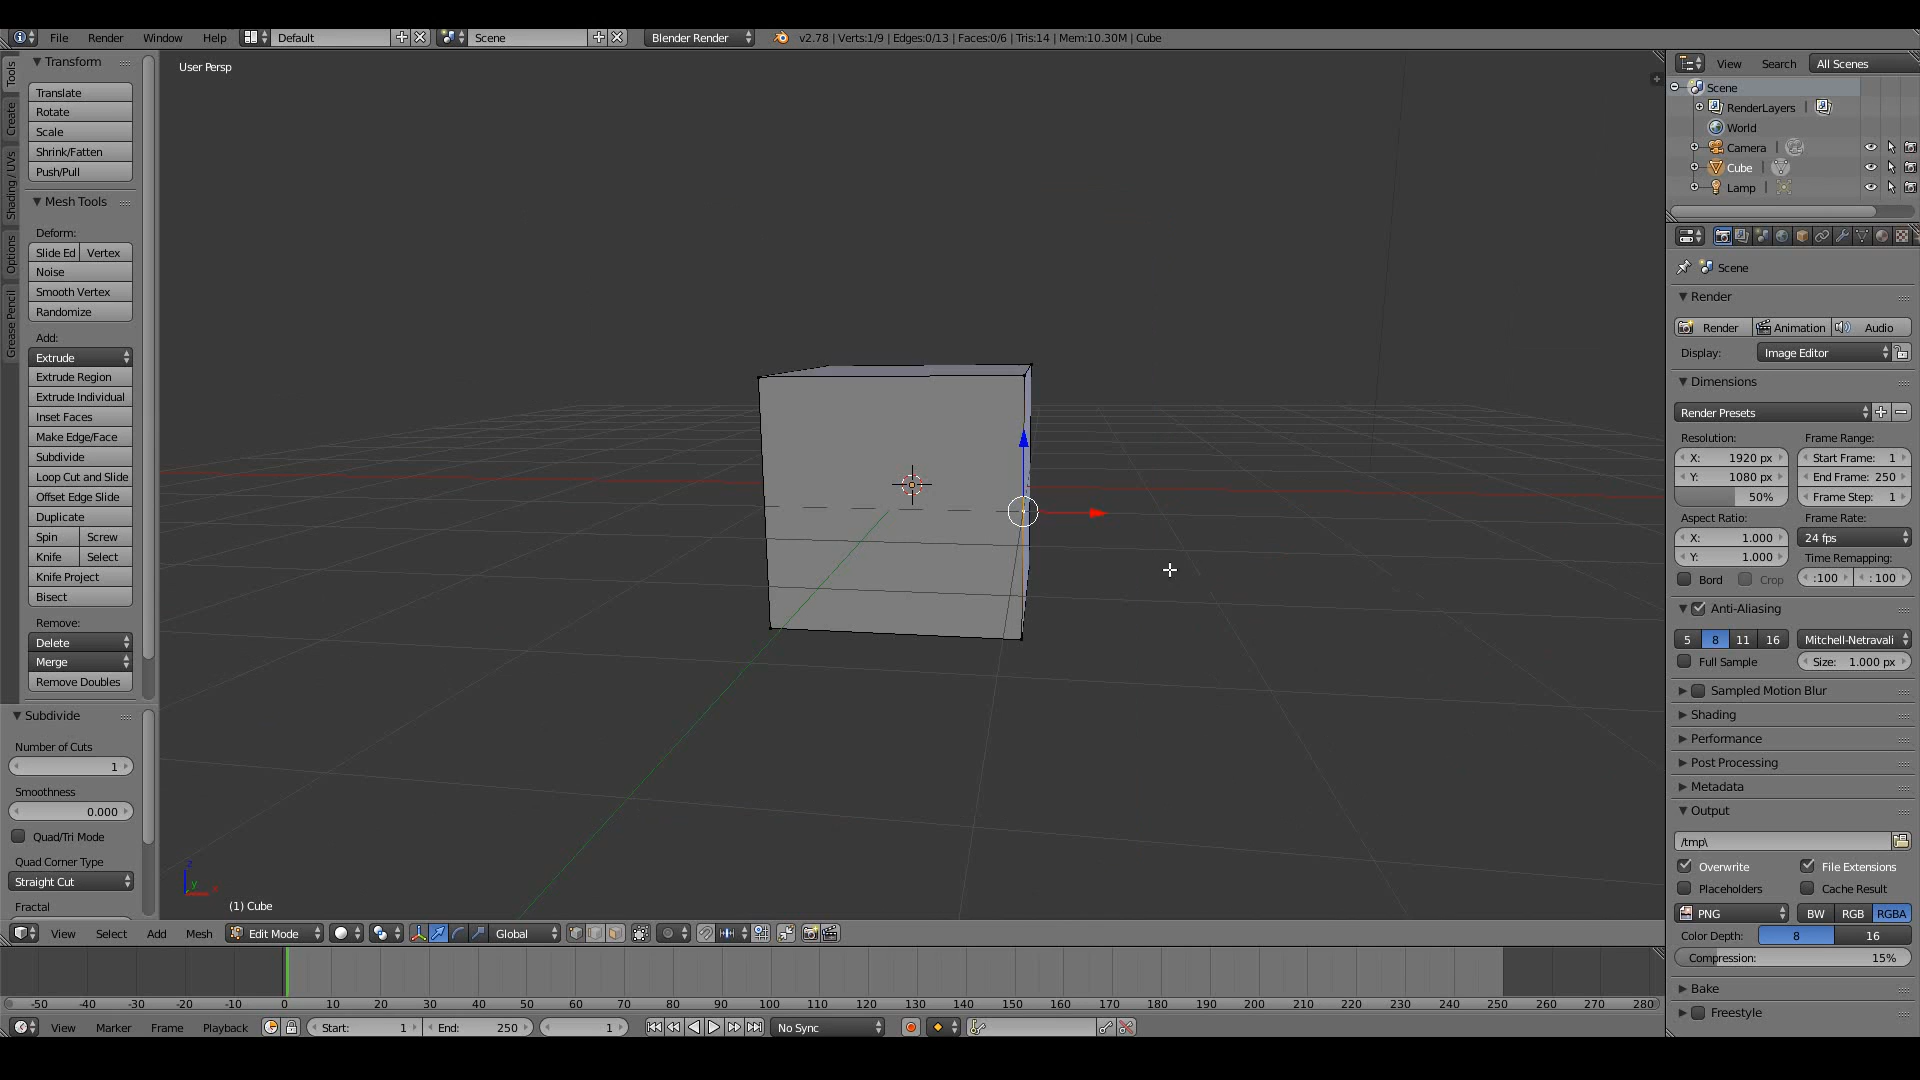 File Render Window Help Default Scene Blender Render v2.78 | Verts:1/9 | Edges:0/13 | Faces:0/6 | Tris:14 | Mem:10.30M | Cube
Tools
Create
Shading / UVs
Options
Grease Pencil
Transform
Translate
Rotate
Scale
Shrink/Fatten
Push/Pull
Mesh Tools
Deform:
Slide Ed Vertex
Noise
Smooth Vertex
Randomize
Add:
Extrude
Extrude Region
Extrude Individual
Inset Faces
Make Edge/Face
Subdivide
Loop Cut and Slide
Offset Edge Slide
Duplicate
Spin Screw
Knife Select
Knife Project
Bisect
Remove:
Delete
Merge
Remove Doubles
Subdivide
Number of Cuts
1
Smoothness
0.000
Quad/Tri Mode
Quad Corner Type
Straight Cut
Fractal
User Persp
z
y
x
(1) Cube
View Select Add Mesh Edit Mode Global
-50 -40 -30 -20 -10 0 10 20 30 40 50 60 70 80 90 100 110 120 130 140 150 160 170 180 190 200 210 220 230 240 250 260 270 280
View Marker Frame Playback Start: 1 End: 250 1 No Sync
View Search All Scenes
Scene
RenderLayers |
World
Camera |
Cube |
Lamp |
Scene
Render
Render Animation Audio
Display: Image Editor
Dimensions
Render Presets
Resolution: Frame Range:
X: 1920 px Start Frame: 1
Y: 1080 px End Frame: 250
50% Frame Step: 1
Aspect Ratio: Frame Rate:
X: 1.000 24 fps
Y: 1.000 Time Remapping:
Bord Crop :100 : 100
Anti-Aliasing
5 8 11 16 Mitchell-Netravali
Full Sample Size: 1.000 px
Sampled Motion Blur
Shading
Performance
Post Processing
Metadata
Output
/tmp\
Overwrite File Extensions
Placeholders Cache Result
PNG BW RGB RGBA
Color Depth: 8 16
Compression: 15%
Bake
Freestyle